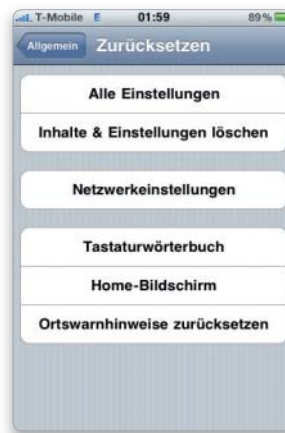 T-Mobile E 01:59 89 %
Allgemein Zurücksetzen
Alle Einstellungen
Inhalte & Einstellungen löschen
Netzwerkeinstellungen
Tastaturwörterbuch
Home-Bildschirm
Ortswarnhinweise zurücksetzen